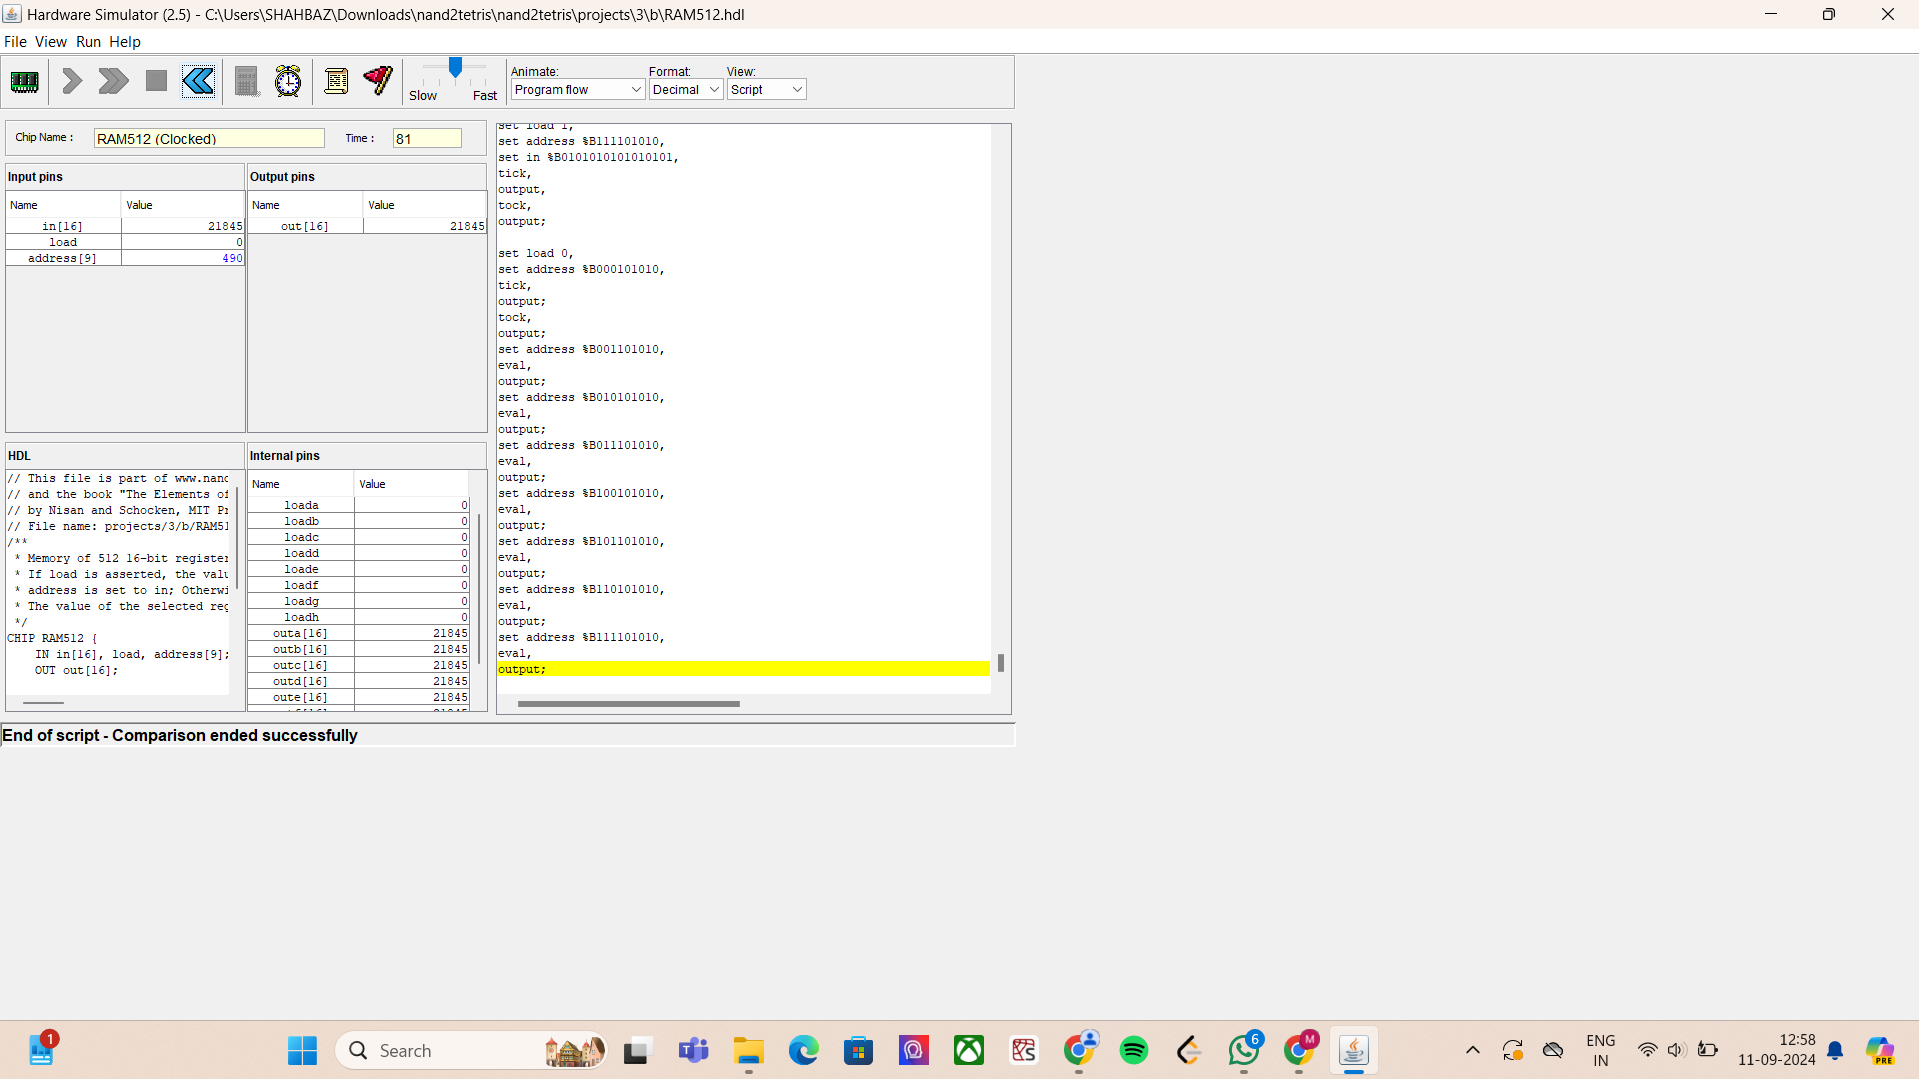 Hardware Simulator (2.5) - C:\Users\SHAHBAZ\Downloads\nand2tetris\nand2tetris\projects\3\b\RAM512.hdl
File View Run Help
Slow Fast
Animate:
Program flow
Format:
Decimal
View:
Script
Chip Name :
RAM512 (Clocked)
Time :
81
Input pins
Name Value
in[16] 21845
load 0
address[9] 490
Output pins
Name Value
out[16] 21845
HDL
// This file is part of www.nand
// and the book "The Elements of
// by Nisan and Schocken, MIT Pr
// File name: projects/3/b/RAM51
/**
* Memory of 512 16-bit register
* If load is asserted, the valu
* address is set to in; Otherwi
* The value of the selected reg
*/
CHIP RAM512 {
IN in[16], load, address[9];
OUT out[16];
Internal pins
Name Value
loada 0
loadb 0
loadc 0
loadd 0
loade 0
loadf 0
loadg 0
loadh 0
outa[16] 21845
outb[16] 21845
outc[16] 21845
outd[16] 21845
oute[16] 21845
set load 1,
set address %B111101010,
set in %B0101010101010101,
tick,
output,
tock,
output;
set load 0,
set address %B000101010,
tick,
output;
tock,
output;
set address %B001101010,
eval,
output;
set address %B010101010,
eval,
output;
set address %B011101010,
eval,
output;
set address %B100101010,
eval,
output;
set address %B101101010,
eval,
output;
set address %B110101010,
eval,
output;
set address %B111101010,
eval,
output;
End of script - Comparison ended successfully
1
Search
6
M
ENG
IN
12:58
11-09-2024
PRE